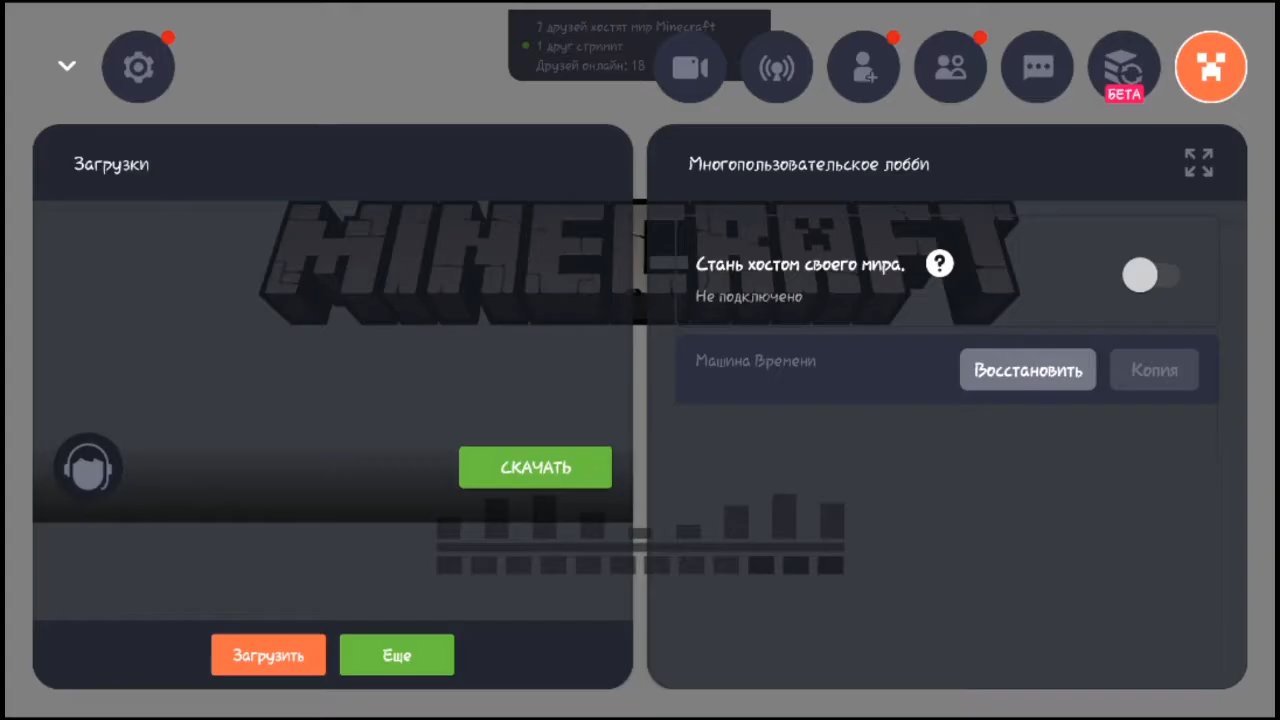 7 друзей хостят мир Minecraft
1 друг стримит
Друзей онлайн: 18
БЕТА
Загрузки
Многопользовательское лобби
MINECRAFT
Стань хостом своего мира.
?
Не подключено
Машина Времени
Восстановить
Копия
СКАЧАТЬ
Загрузить
Еще